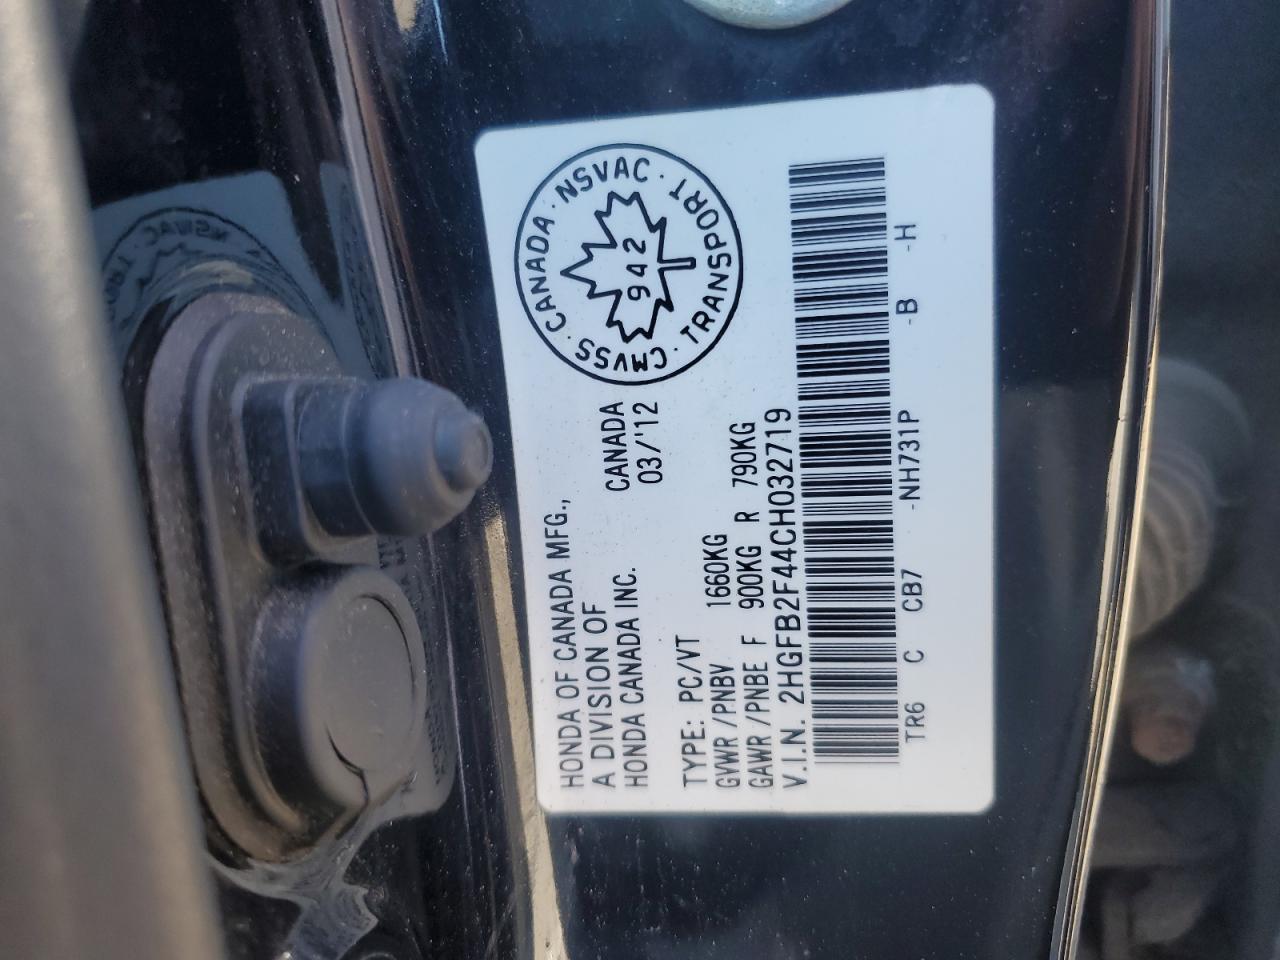 HONDA OF CANADA MFG.,
A DIVISION OF
HONDA CANADA INC. CANADA
03/'12
CMVSS · CANADA · NSVAC · TRANSPORT ·
942
TYPE: PC/VT
GVWR /PNBV 1660KG
GAWR /PNBE F 900KG R 790KG
V.I.N. 2HGFB2F44CH032719
TR6 C CB7 -NH731P -B -H